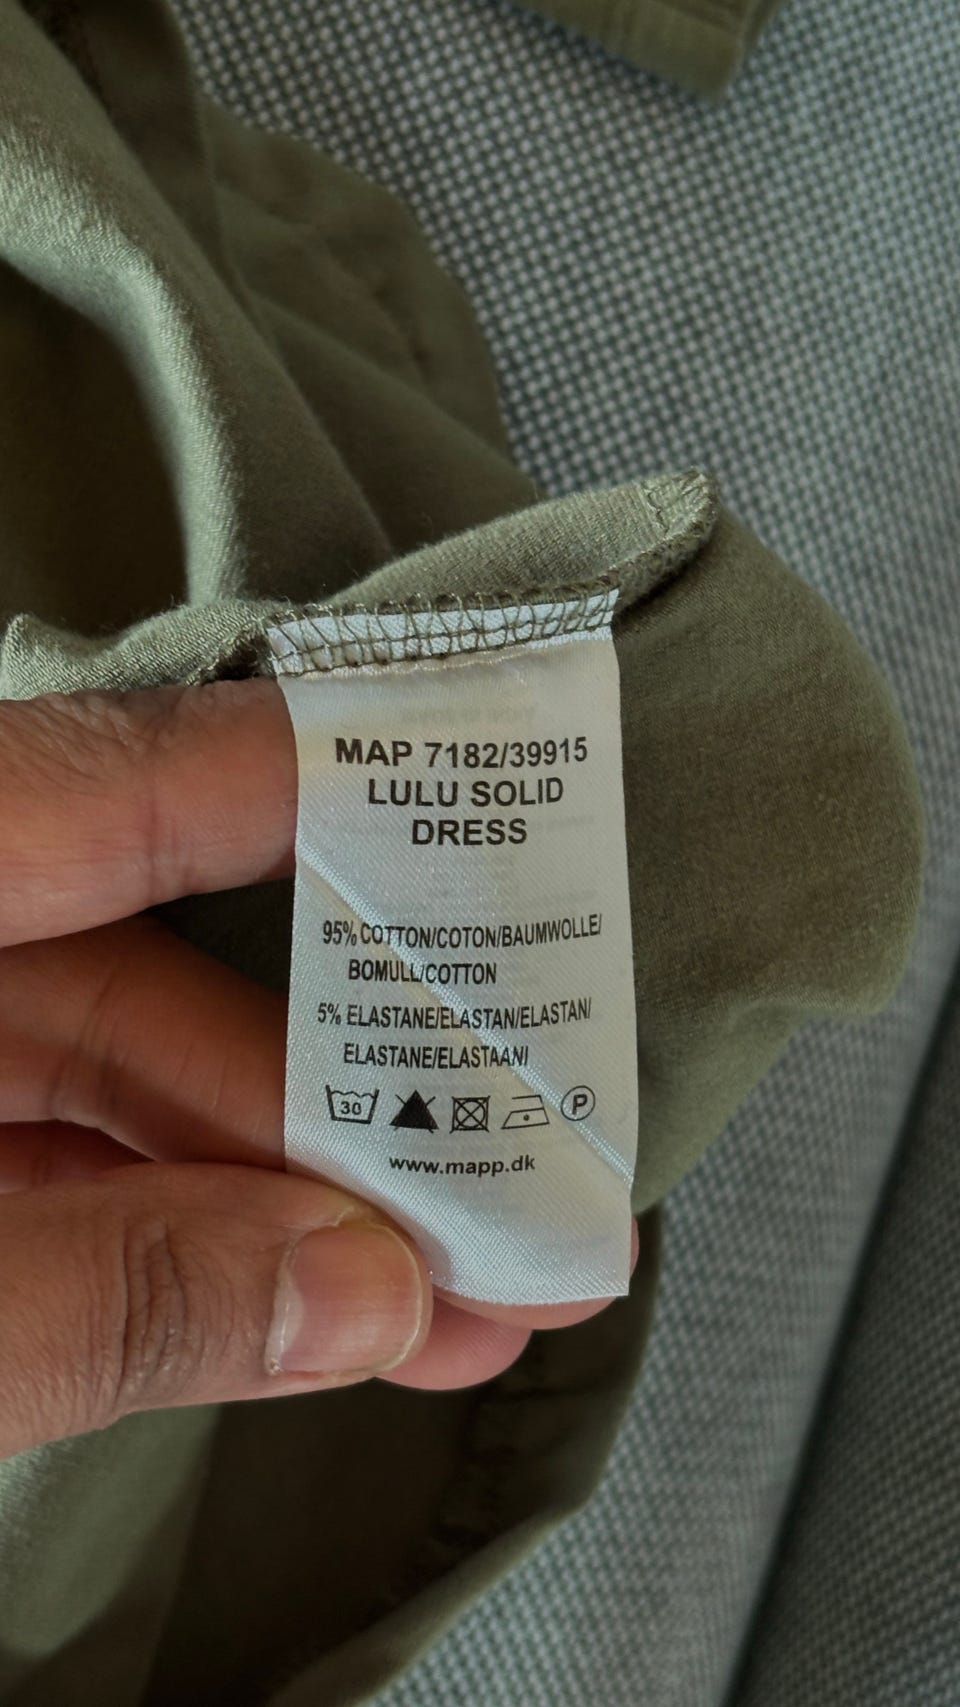 MAP 7182/39915
LULU SOLID
DRESS
95% COTTON/COTON/BAUMWOLLE/
BOMULL/COTTON
5% ELASTANE/ELASTAN/ELASTAN/
ELASTANE/ELASTAANI
30
P
www.mapp.dk